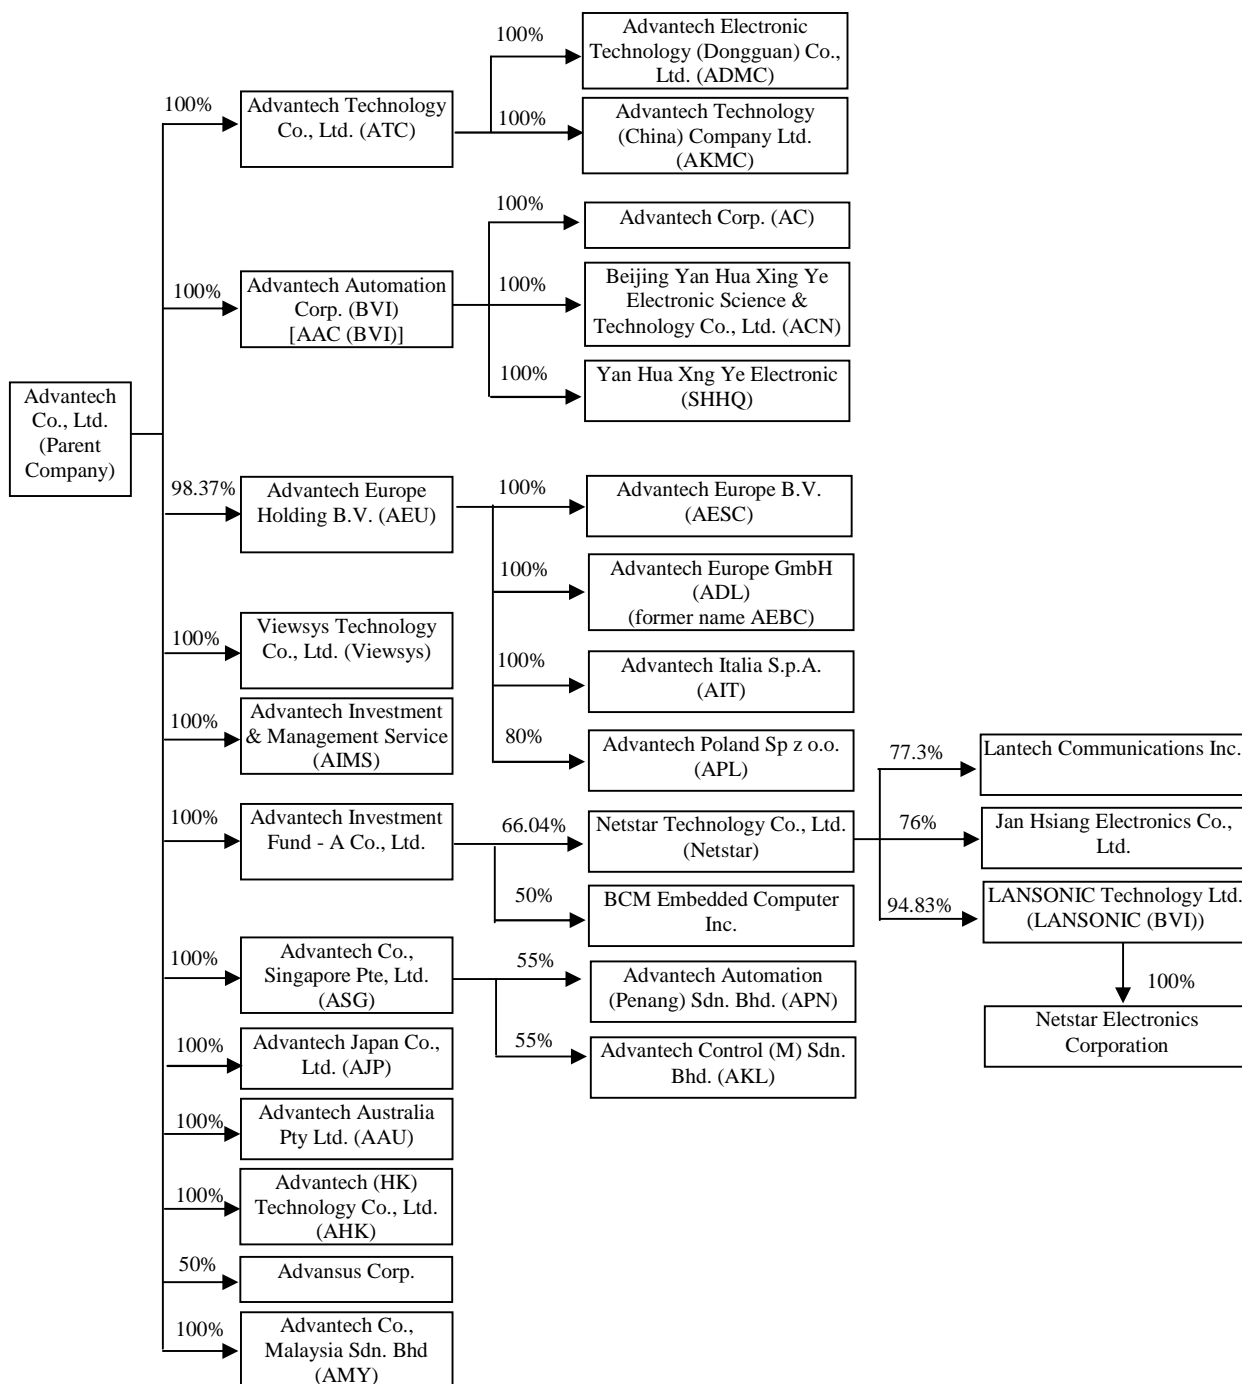 100%
Advantech Electronic
Technology (Dongguan) Co.,
Ltd. (ADMC)
100%
Advantech Technology
Co., Ltd. (ATC)
100%
Advantech Technology
(China) Company Ltd.
(AKMC)
100%
Advantech Corp. (AC)
100%
Advantech Automation
Corp. (BVI)
[AAC (BVI)]
100%
Beijing Yan Hua Xing Ye
Electronic Science &
Technology Co., Ltd. (ACN)
100%
Yan Hua Xng Ye Electronic
(SHHQ)
Advantech
Co., Ltd.
(Parent
Company)
98.37%
Advantech Europe
Holding B.V. (AEU)
100%
Advantech Europe B.V.
(AESC)
100%
Advantech Europe GmbH
(ADL)
(former name AEBC)
100%
Viewsys Technology
Co., Ltd. (Viewsys)
100%
Advantech Italia S.p.A.
(AIT)
100%
Advantech Investment
& Management Service
(AIMS)
80%
Advantech Poland Sp z o.o.
(APL)
77.3%
Lantech Communications Inc.
100%
Advantech Investment
Fund - A Co., Ltd.
66.04%
Netstar Technology Co., Ltd.
(Netstar)
76%
Jan Hsiang Electronics Co.,
Ltd.
50%
BCM Embedded Computer
Inc.
94.83%
LANSONIC Technology Ltd.
(LANSONIC (BVI))
100%
Advantech Co.,
Singapore Pte, Ltd.
(ASG)
55%
Advantech Automation
(Penang) Sdn. Bhd. (APN)
100%
Netstar Electronics
Corporation
100%
Advantech Japan Co.,
Ltd. (AJP)
55%
Advantech Control (M) Sdn.
Bhd. (AKL)
100%
Advantech Australia
Pty Ltd. (AAU)
100%
Advantech (HK)
Technology Co., Ltd.
(AHK)
50%
Advansus Corp.
100%
Advantech Co.,
Malaysia Sdn. Bhd
(AMY)